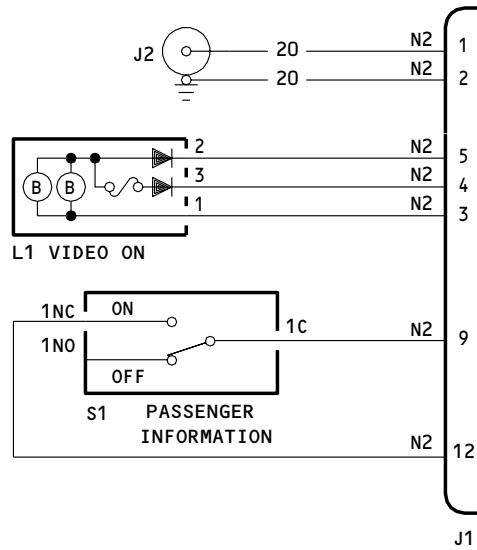 J2
20
N2
1
20
N2
2
2
N2
5
B
B
3
N2
4
1
N2
3
L1 VIDEO ON
1NC
ON
1NO
1C
N2
9
OFF
S1
PASSENGER
INFORMATION
N2
12
J1